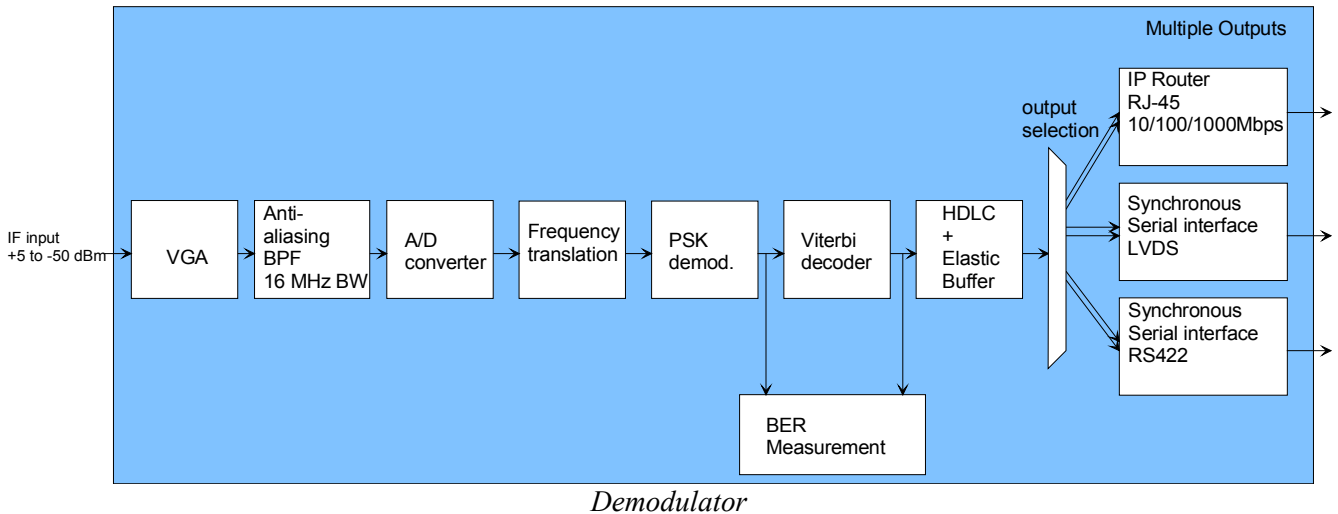 Multiple Outputs
IP Router
RJ-45
10/100/1000Mbps
output
selection
Synchronous
Serial interface
LVDS
Synchronous
Serial interface
RS422
IF input
+5 to -50 dBm
VGA
Anti-
aliasing
BPF
16 MHz BW
A/D
converter
Frequency
translation
PSK
demod.
Viterbi
decoder
HDLC
+
Elastic
Buffer
BER
Measurement
Demodulator